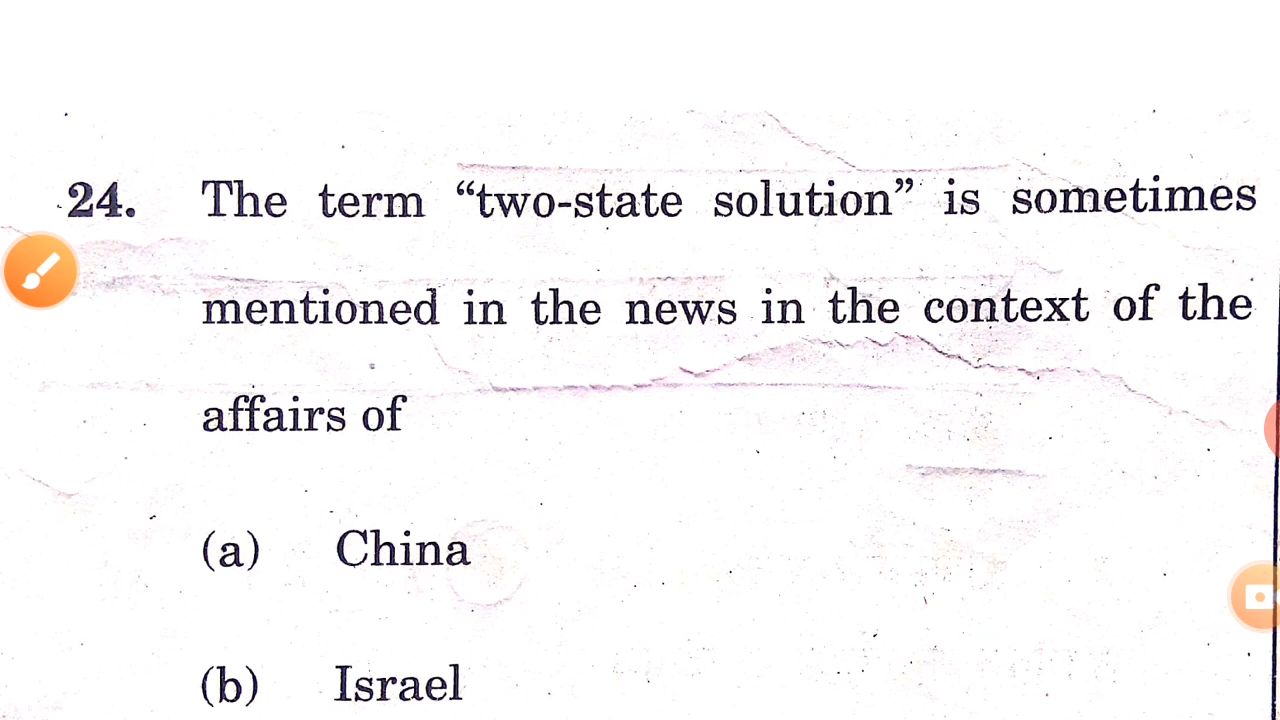 24. The term “two-state solution” is sometimes
mentioned in the news in the context of the
affairs of
(a) China
(b) Israel